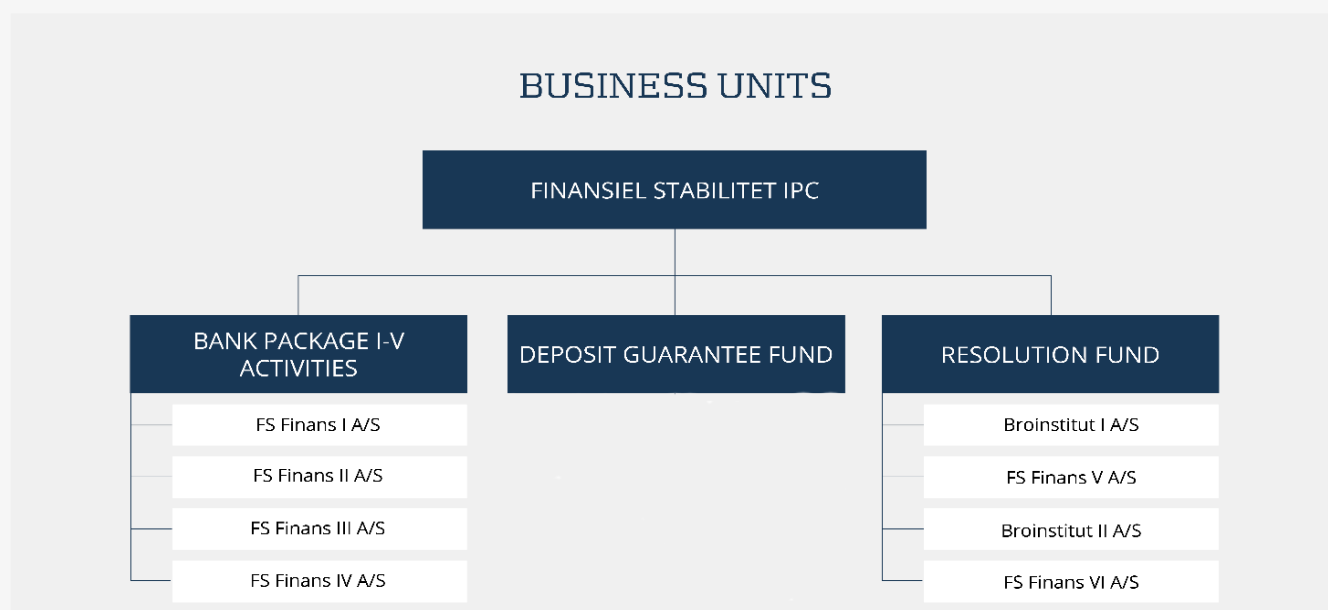 BUSINESS UNITS
FINANSIEL STABILITET IPC
BANK PACKAGE I-V
ACTIVITIES
FS Finans I A/S
FS Finans II A/S
FS Finans III A/S
FS Finans IV A/S
DEPOSIT GUARANTEE FUND
RESOLUTION FUND
Broinstitut I A/S
FS Finans V A/S
Broinstitut II A/S
FS Finans VI A/S